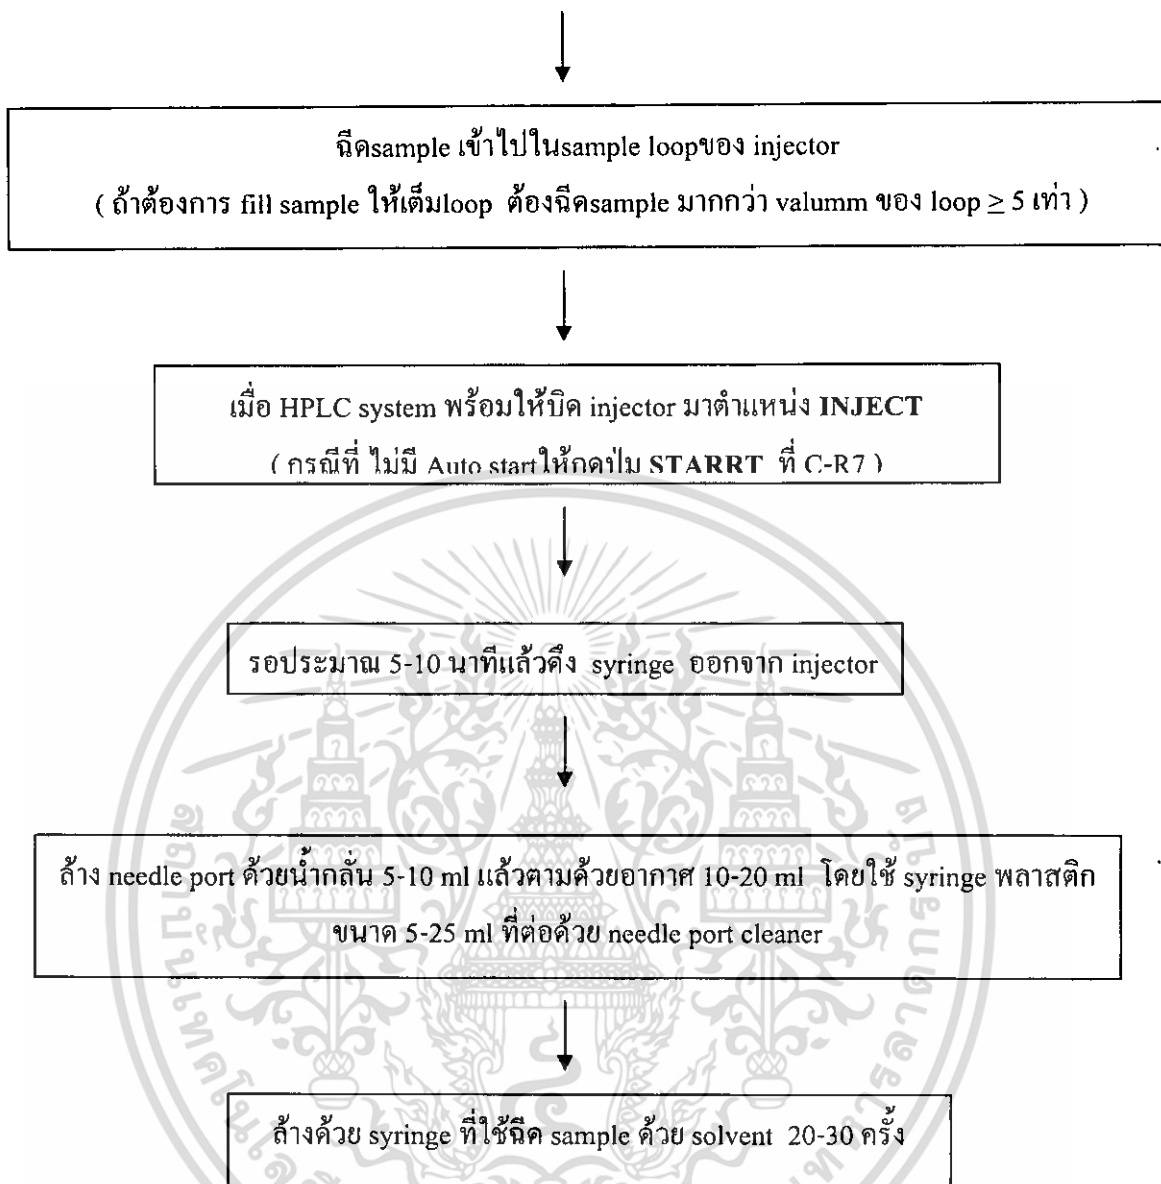 ฉีดsample เข้าไปในsample loopของ injector
( ถ้าต้องการ fill sample ให้เต็มloop ต้องฉีดsample มากกว่า valumm ของ loop ≥ 5 เท่า )
เมื่อ HPLC system พร้อมให้บิด injector มาตำแหน่ง INJECT
( กรณีที่ ไม่มี Auto startให้กดปุ่ม STARRT ที่ C-R7 )
รอประมาณ 5-10 นาทีแล้วดึง syringe ออกจาก injector
ล้าง needle port ด้วยน้ำกลั่น 5-10 ml แล้วตามด้วยอากาศ 10-20 ml โดยใช้ syringe พลาสติก
ขนาด 5-25 ml ที่ต่อด้วย needle port cleaner
ล้างด้วย syringe ที่ใช้ฉีด sample ด้วย solvent 20-30 ครั้ง